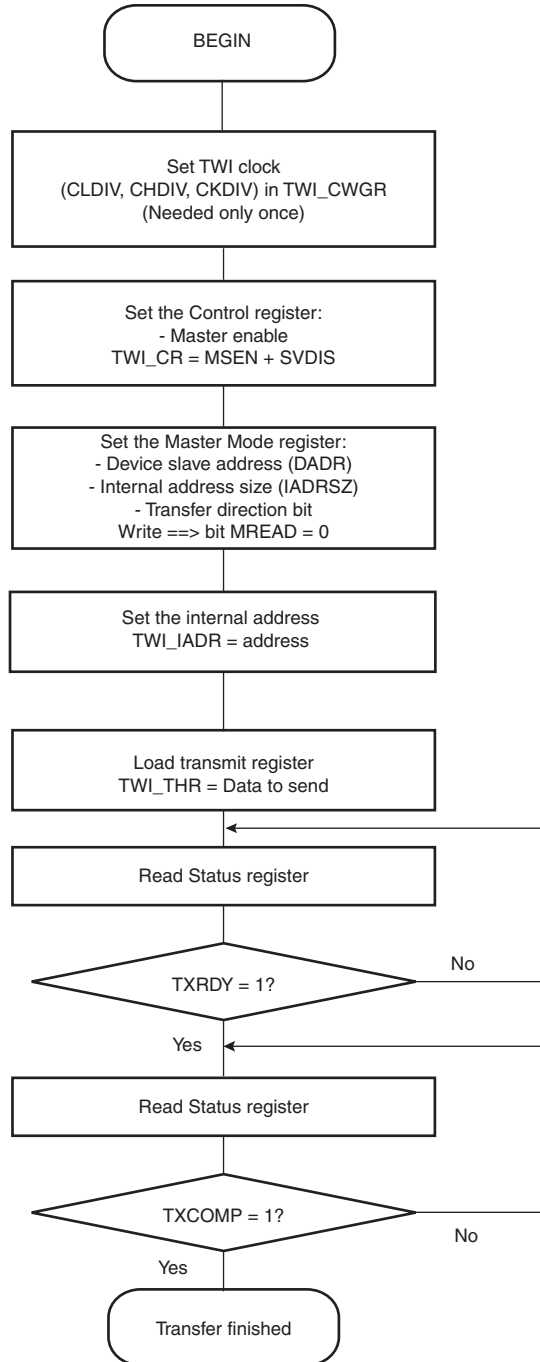 BEGIN
Set TWI clock
(CLDIV, CHDIV, CKDIV) in TWI_CWGR
(Needed only once)
Set the Control register:
- Master enable
TWI_CR = MSEN + SVDIS
Set the Master Mode register:
- Device slave address (DADR)
- Internal address size (IADRSZ)
- Transfer direction bit
Write ==> bit MREAD = 0
Set the internal address
TWI_IADR = address
Load transmit register
TWI_THR = Data to send
Read Status register
TXRDY = 1?
No
Yes
Read Status register
TXCOMP = 1?
No
Yes
Transfer finished